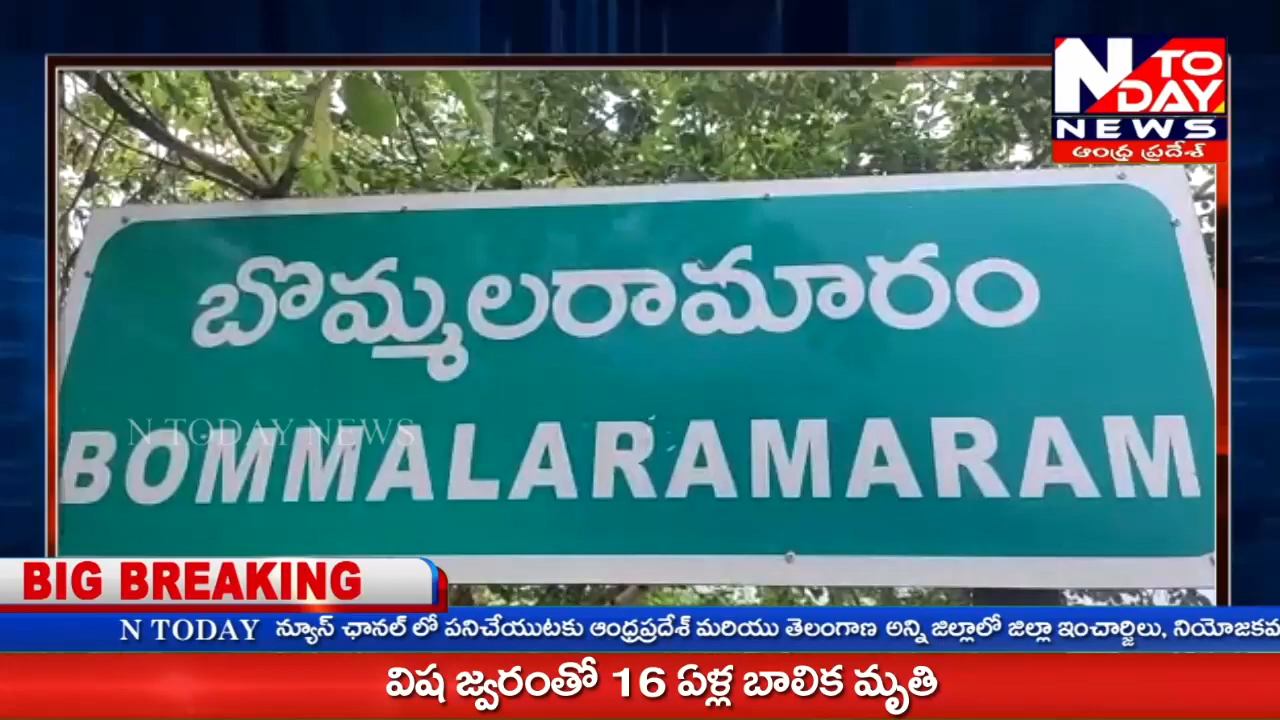 N TO
DAY
NEWS
ఆంధ్ర ప్రదేశ్
బొమ్మలరామారం
N TODAY NEWS
BOMMALARAMARAM
BIG BREAKING
N TODAY న్యూస్ ఛానల్ లో పనిచేయుటకు ఆంధ్రప్రదేశ్ మరియు తెలంగాణ అన్ని జిల్లాలో జిల్లా ఇంచార్జిలు, నియోజకవ
విష జ్వరంతో 16 ఏళ్ల బాలిక మృతి